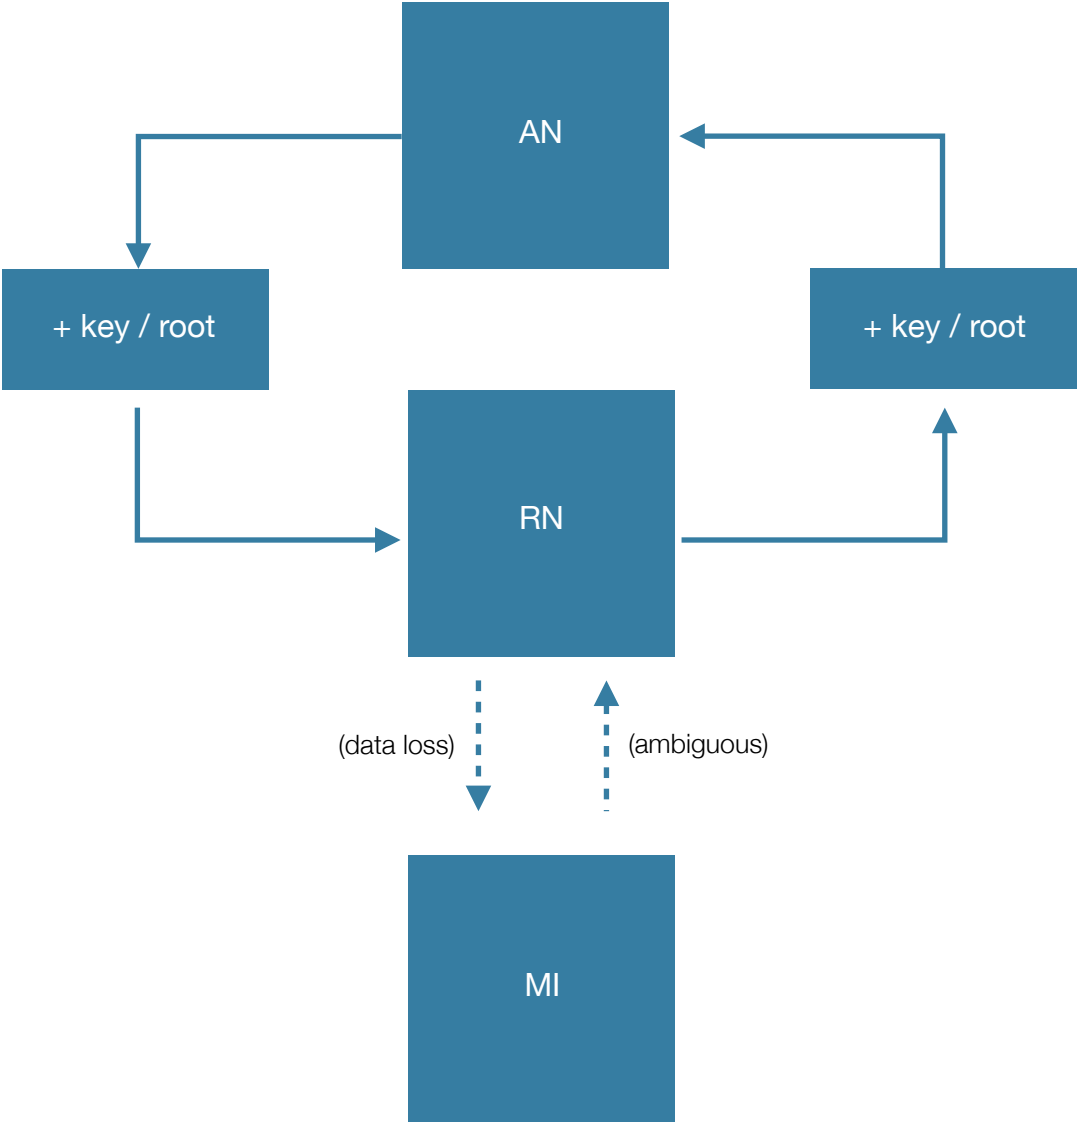 AN
+ key / root
+ key / root
RN
(data loss)
(ambiguous)
MI